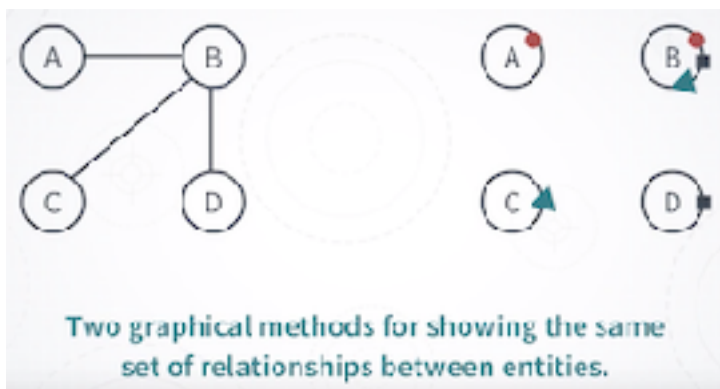 A B A B
C D C D
Two graphical methods for showing the same
set of relationships between entities.